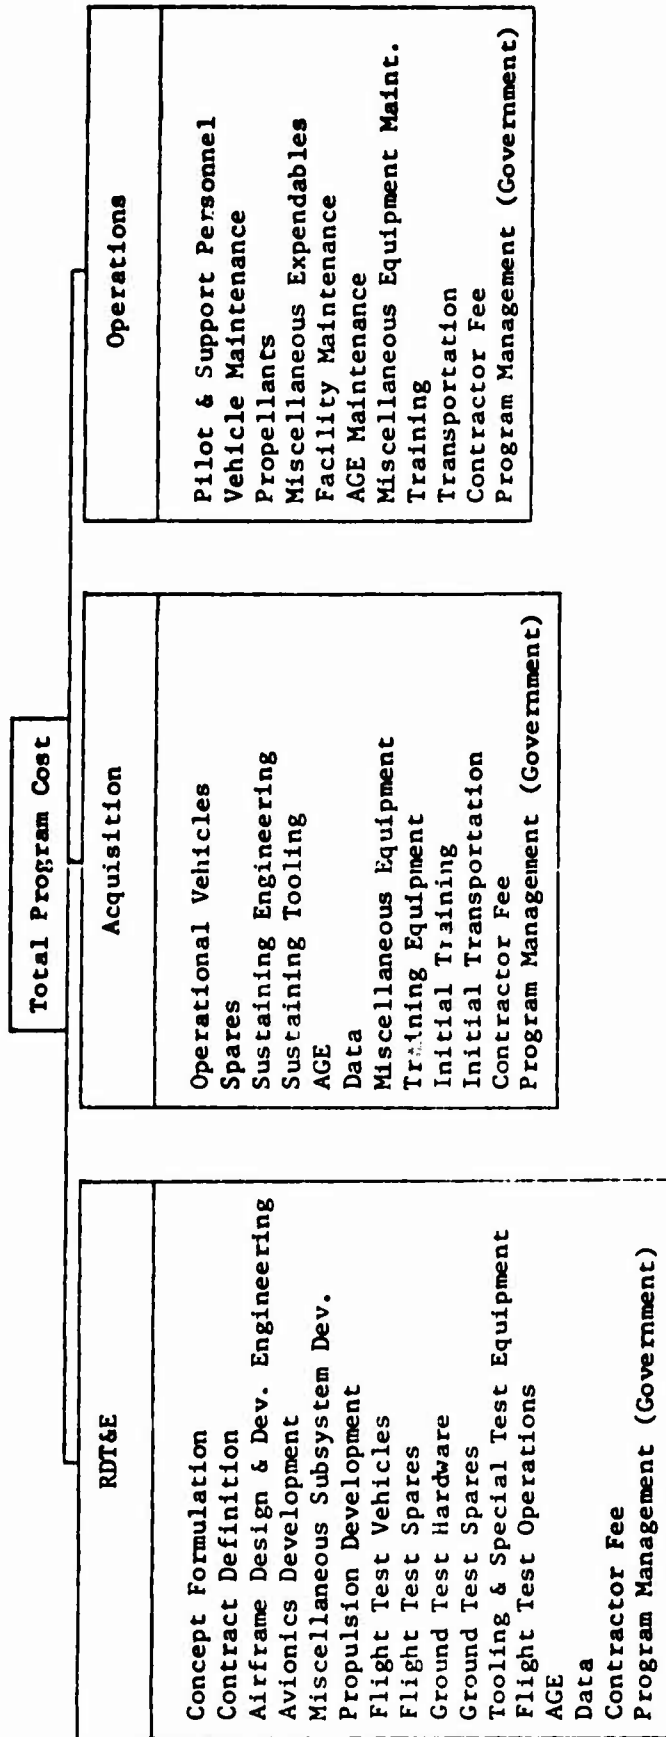 Total Program Cost
RDT&E
Concept Formulation
Contract Definition
Airframe Design & Dev. Engineering
Avionics Development
Miscellaneous Subsystem Dev.
Propulsion Development
Flight Test Vehicles
Flight Test Spares
Ground Test Hardware
Ground Test Spares
Tooling & Special Test Equipment
Flight Test Operations
AGE
Data
Contractor Fee
Program Management (Government)
Acquisition
Operational Vehicles
Spares
Sustaining Engineering
Sustaining Tooling
AGE
Data
Miscellaneous Equipment
Training Equipment
Initial Training
Initial Transportation
Contractor Fee
Program Management (Government)
Operations
Pilot & Support Personnel
Vehicle Maintenance
Propellants
Miscellaneous Expendables
Facility Maintenance
AGE Maintenance
Miscellaneous Equipment Maint.
Training
Transportation
Contractor Fee
Program Management (Government)